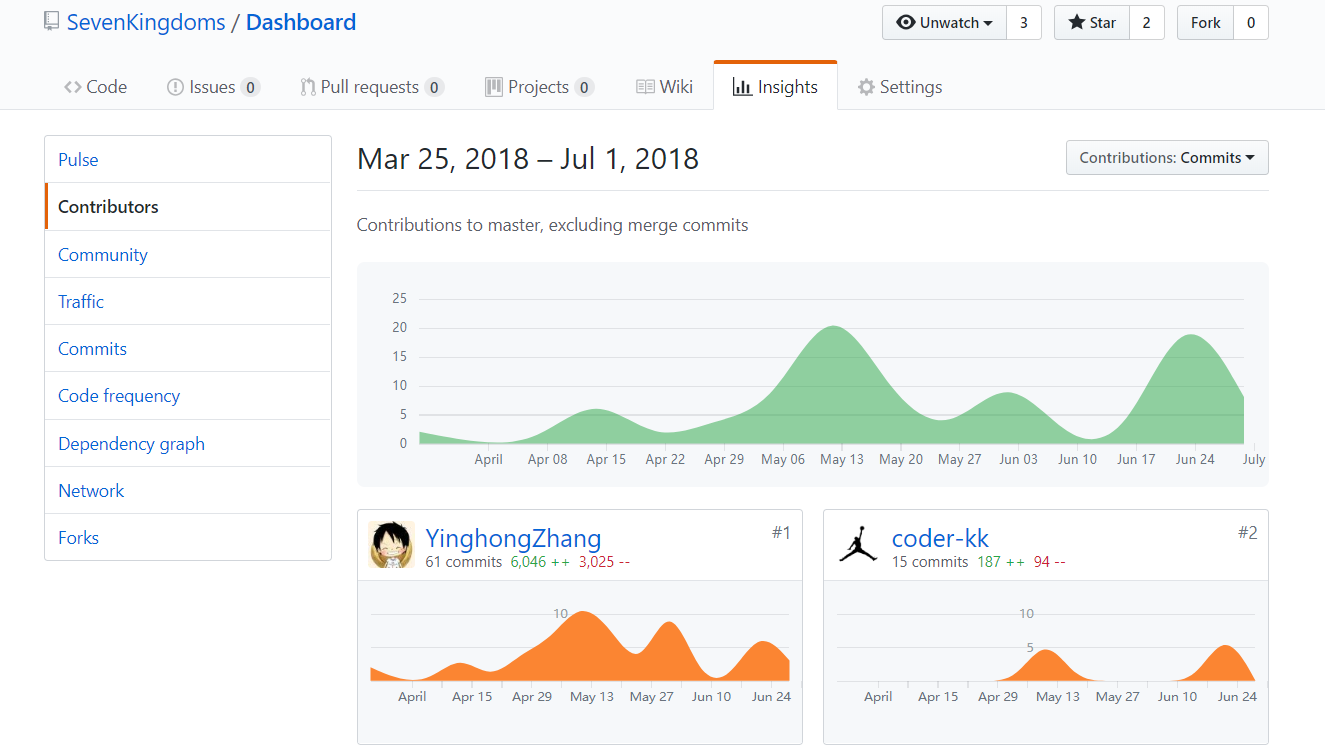 SevenKingdoms / Dashboard
Unwatch 3 Star 2 Fork 0
Code Issues 0 Pull requests 0 Projects 0 Wiki Insights Settings
Pulse
Contributors
Community
Traffic
Commits
Code frequency
Dependency graph
Network
Forks
Mar 25, 2018 – Jul 1, 2018
Contributions: Commits
Contributions to master, excluding merge commits
25
20
15
10
5
0
April Apr 08 Apr 15 Apr 22 Apr 29 May 06 May 13 May 20 May 27 Jun 03 Jun 10 Jun 17 Jun 24 July
YinghongZhang #1
61 commits 6,046 ++ 3,025 --
10
April Apr 15 Apr 29 May 13 May 27 Jun 10 Jun 24
coder-kk #2
15 commits 187 ++ 94 --
10
5
April Apr 15 Apr 29 May 13 May 27 Jun 10 Jun 24